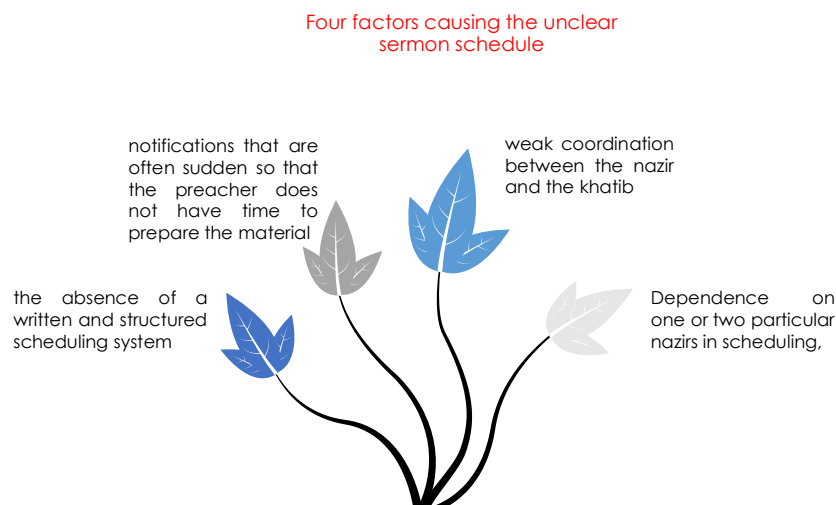 Four factors causing the unclear
sermon schedule
notifications that are
often sudden so that
the preacher does
not have time to
prepare the material
weak coordination
between the nazir
and the khatib
the absence of a
written and structured
scheduling system
Dependence on
one or two particular
nazirs in scheduling,